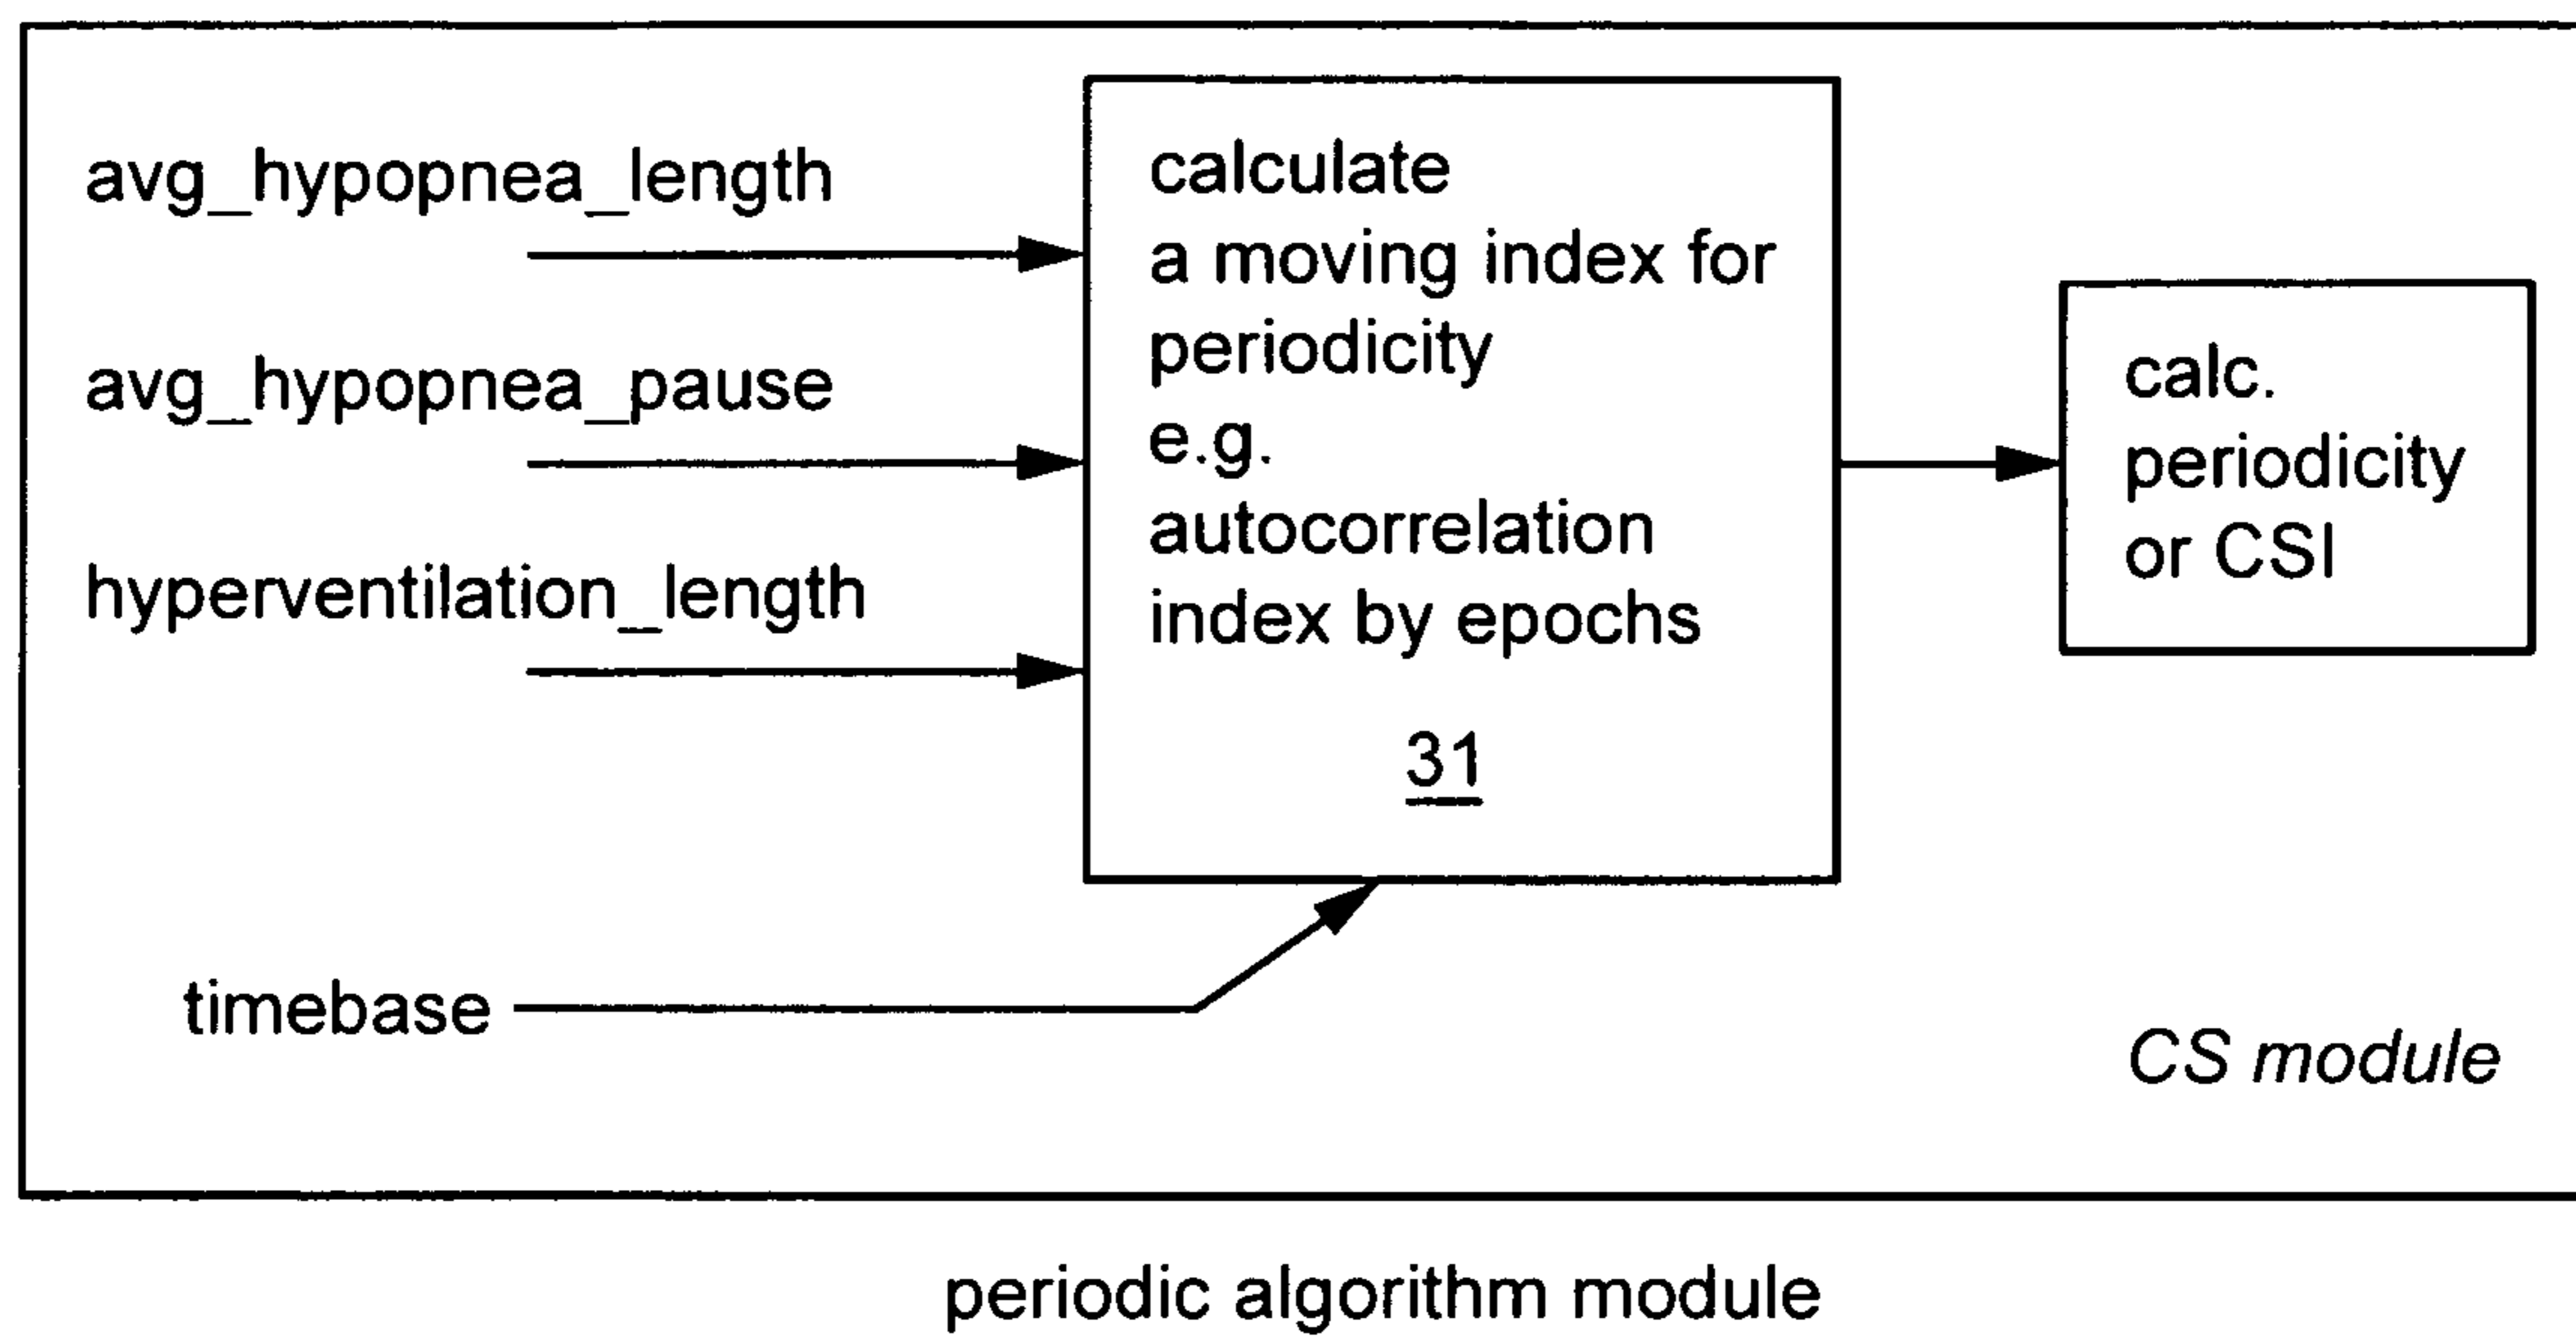 avg_hypopnea_length
avg_hypopnea_pause
hyperventilation_length
timebase
calculate
a moving index for
periodicity
e.g.
autocorrelation
index by epochs
31
calc.
periodicity
or CSI
CS module
periodic algorithm module